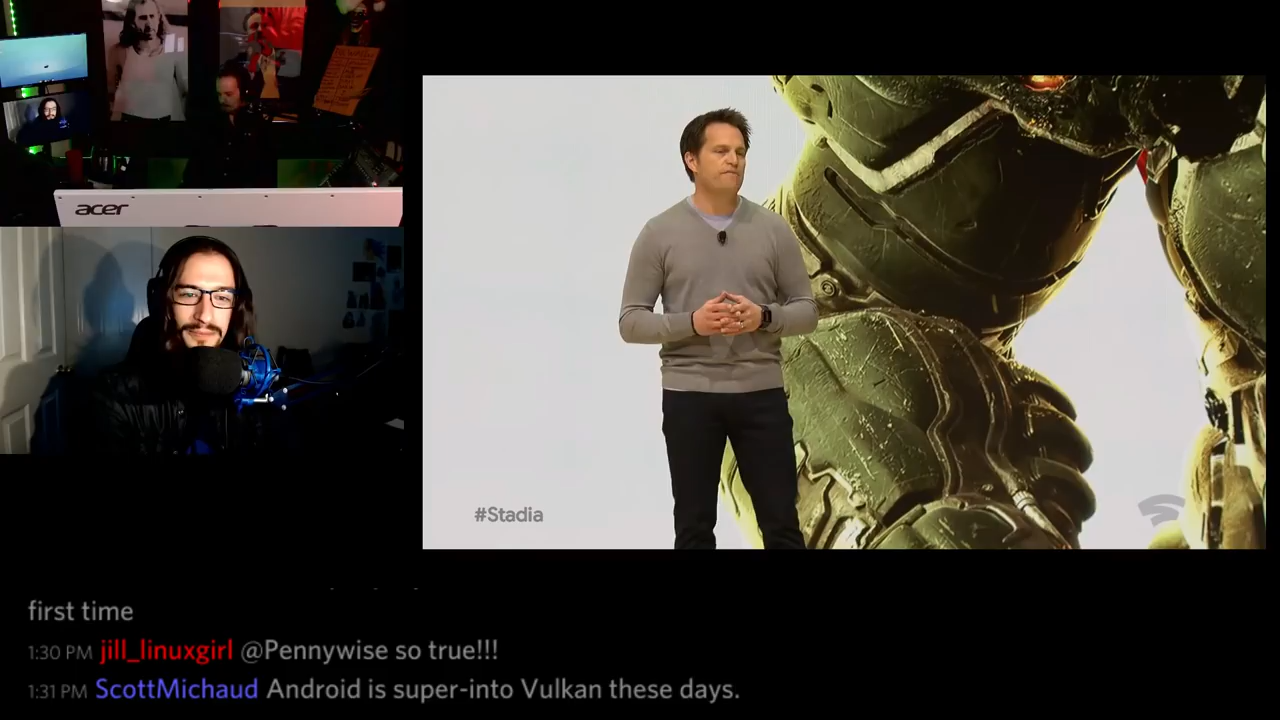 acer
#Stadia
first time
1:30 PM jill_linuxgirl @Pennywise so true!!!
1:31 PM ScottMichaud Android is super-into Vulkan these days.